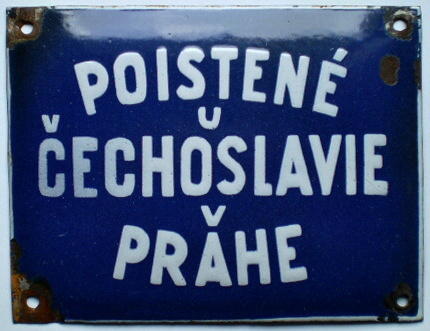 POISTENÉ
U
ČECHOSLAVIE
V
PRAHE